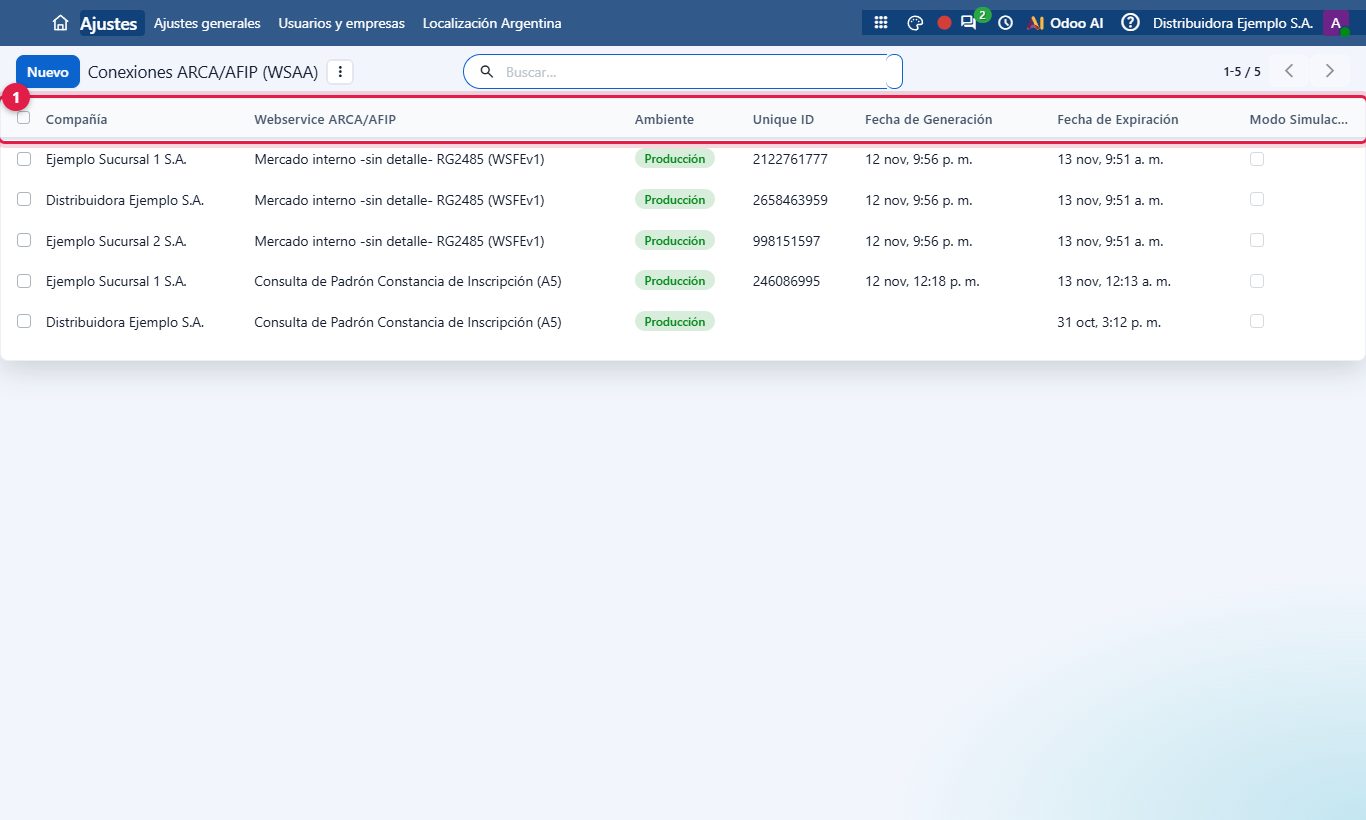 Ajustes Ajustes generales Usuarios y empresas Localización Argentina 2 Odoo AI Distribuidora Ejemplo S.A. A
Nuevo Conexiones ARCA/AFIP (WSAA) Buscar... 1-5 / 5
1
Compañía Webservice ARCA/AFIP Ambiente Unique ID Fecha de Generación Fecha de Expiración Modo Simulac...
Ejemplo Sucursal 1 S.A. Mercado interno -sin detalle- RG2485 (WSFEv1) Producción 2122761777 12 nov, 9:56 p. m. 13 nov, 9:51 a. m.
Distribuidora Ejemplo S.A. Mercado interno -sin detalle- RG2485 (WSFEv1) Producción 2658463959 12 nov, 9:56 p. m. 13 nov, 9:51 a. m.
Ejemplo Sucursal 2 S.A. Mercado interno -sin detalle- RG2485 (WSFEv1) Producción 998151597 12 nov, 9:56 p. m. 13 nov, 9:51 a. m.
Ejemplo Sucursal 1 S.A. Consulta de Padrón Constancia de Inscripción (A5) Producción 246086995 12 nov, 12:18 p. m. 13 nov, 12:13 a. m.
Distribuidora Ejemplo S.A. Consulta de Padrón Constancia de Inscripción (A5) Producción 31 oct, 3:12 p. m.